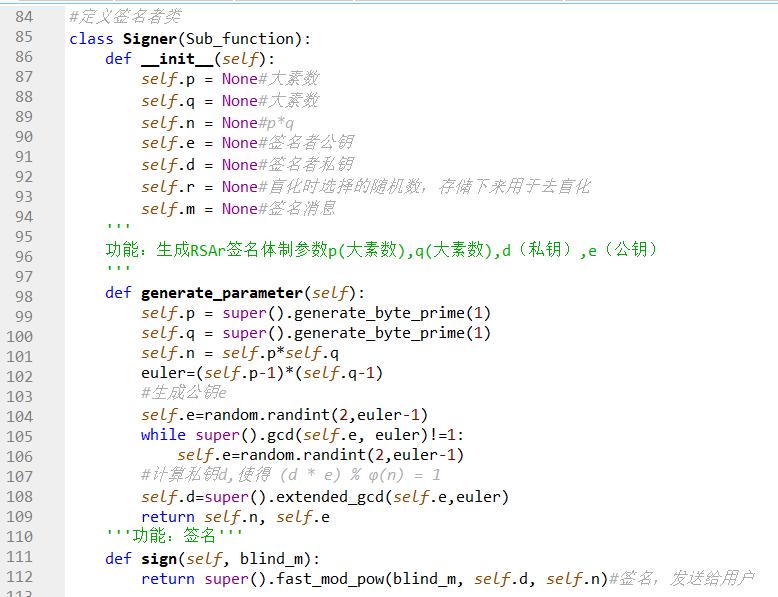 84 #定义签名者类
85 class Signer(Sub_function):
86     def __init__(self):
87         self.p = None#大素数
88         self.q = None#大素数
89         self.n = None#p*q
90         self.e = None#签名者公钥
91         self.d = None#签名者私钥
92         self.r = None#盲化时选择的随机数，存储下来用于去盲化
93         self.m = None#签名消息
94     '''
95     功能：生成RSAr签名体制参数p(大素数),q(大素数),d（私钥）,e（公钥）
96     '''
97     def generate_parameter(self):
98         self.p = super().generate_byte_prime(1)
99         self.q = super().generate_byte_prime(1)
100         self.n = self.p*self.q
101         euler=(self.p-1)*(self.q-1)
102         #生成公钥e
103         self.e=random.randint(2,euler-1)
104         while super().gcd(self.e, euler)!=1:
105             self.e=random.randint(2,euler-1)
106         #计算私钥d,使得（d * e）% φ(n) = 1
107         self.d=super().extended_gcd(self.e,euler)
108         return self.n, self.e
109     '''功能：签名'''
110     def sign(self, blind_m):
111         return super().fast_mod_pow(blind_m, self.d, self.n)#签名，发送给用户
112
113